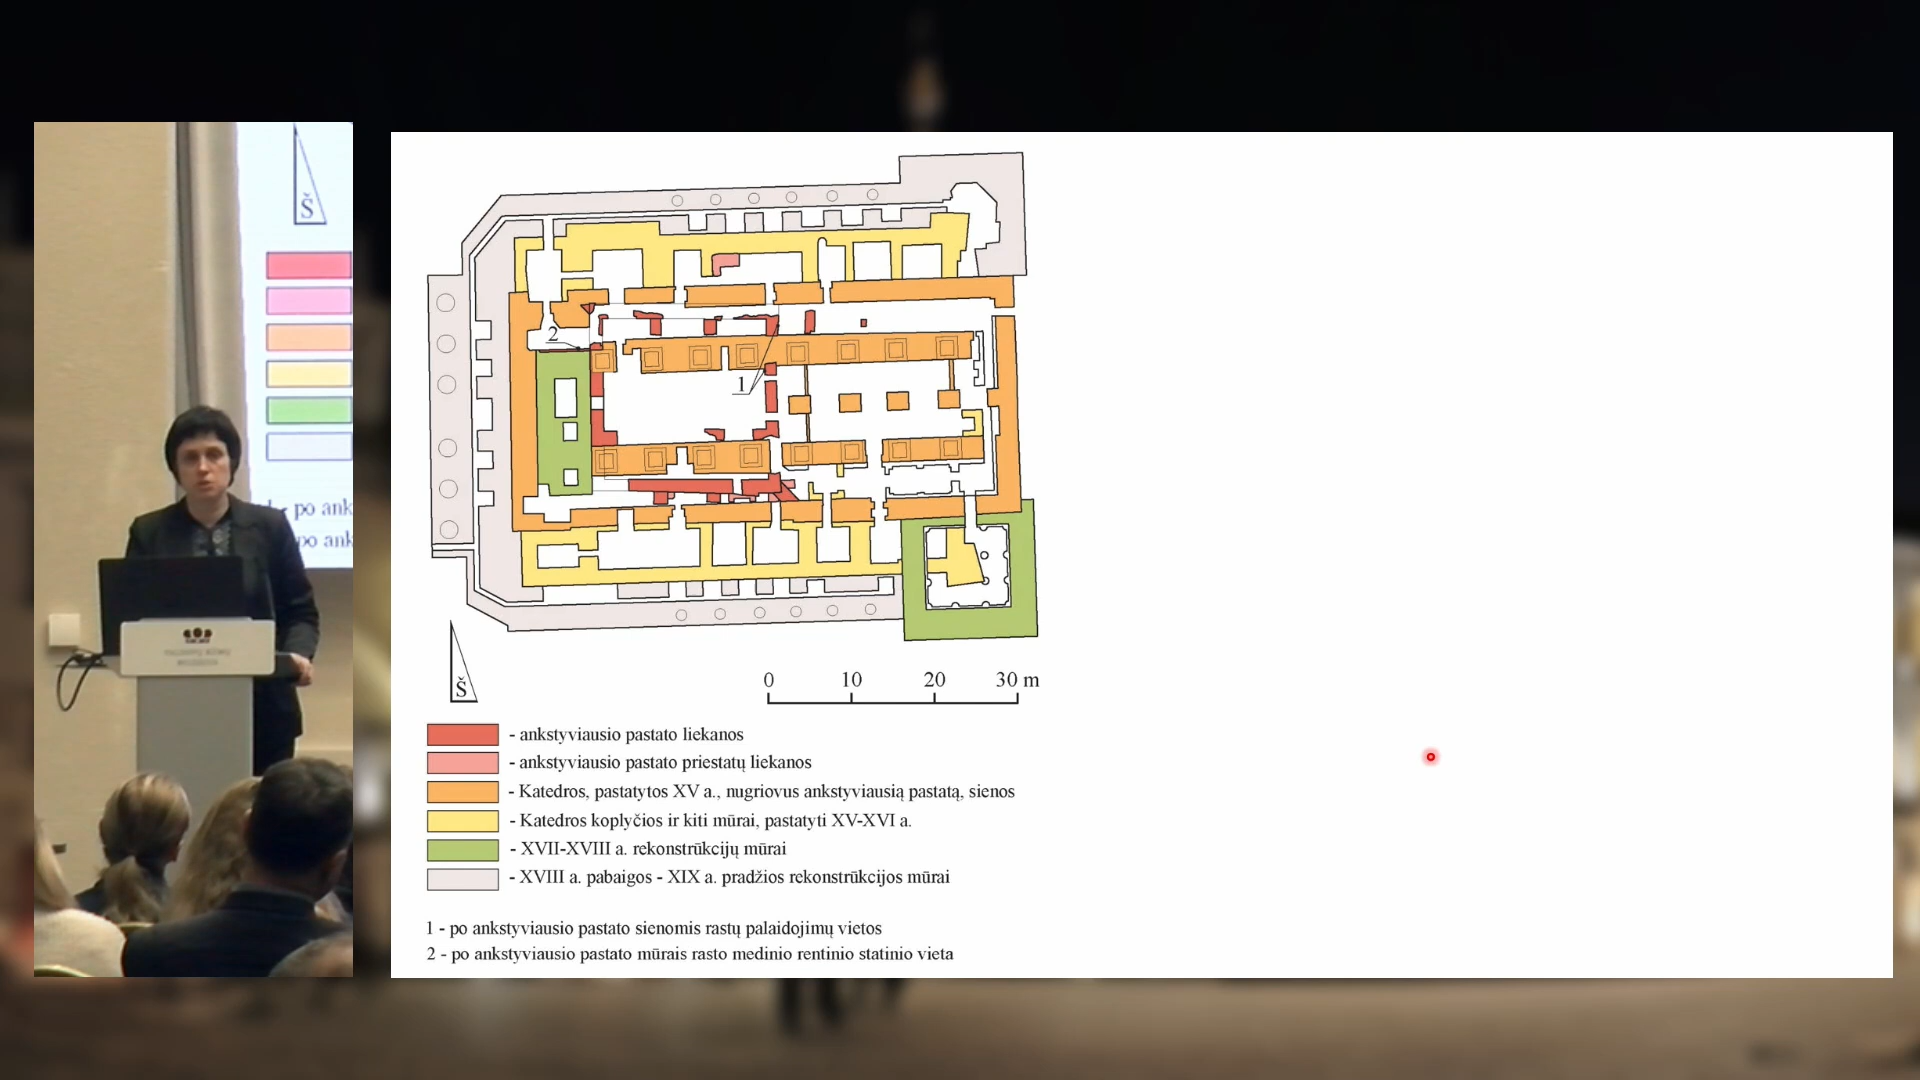 Š
po ank
po ank
2
1
Š
0 10 20 30 m
- ankstyviausio pastato liekanos
- ankstyviausio pastato priestatų liekanos
- Katedros, pastatytos XV a., nugriovus ankstyviausią pastatą, sienos
- Katedros koplyčios ir kiti mūrai, pastatyti XV-XVI a.
- XVII-XVIII a. rekonstrūkcijų mūrai
- XVIII a. pabaigos - XIX a. pradžios rekonstrūkcijos mūrai
1 - po ankstyviausio pastato sienomis rastų palaidojimų vietos
2 - po ankstyviausio pastato mūrais rasto medinio rentinio statinio vieta